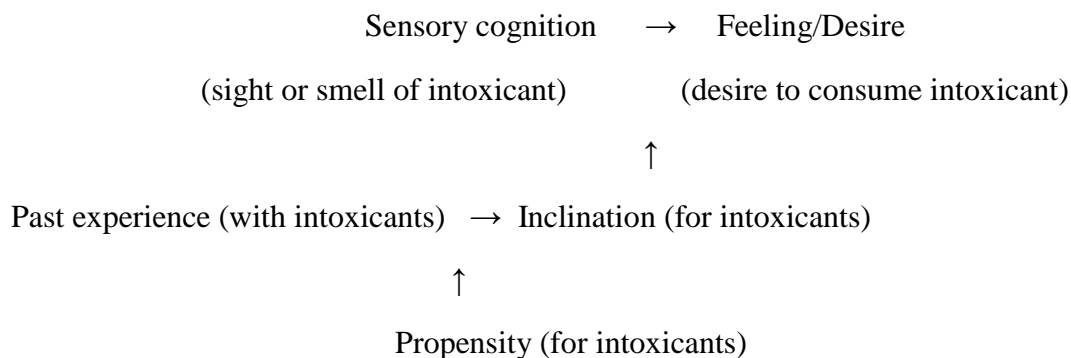 Sensory cognition → Feeling/Desire
(sight or smell of intoxicant) (desire to consume intoxicant)
↑
Past experience (with intoxicants) → Inclination (for intoxicants)
↑
Propensity (for intoxicants)